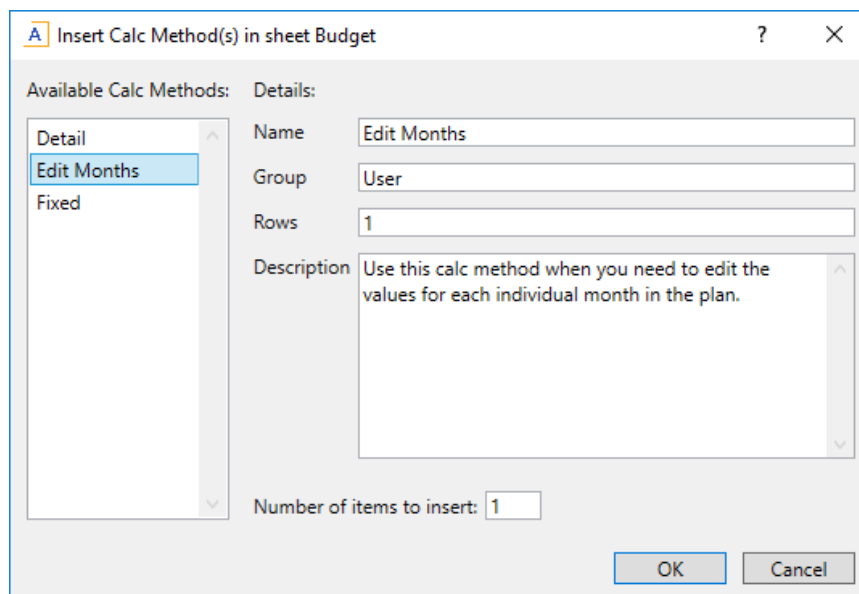 A Insert Calc Method(s) in sheet Budget ?
Available Calc Methods: Details:
Detail
Edit Months
Fixed
Name Edit Months
Group User
Rows 1
Description Use this calc method when you need to edit the
values for each individual month in the plan.
Number of items to insert: 1
OK Cancel